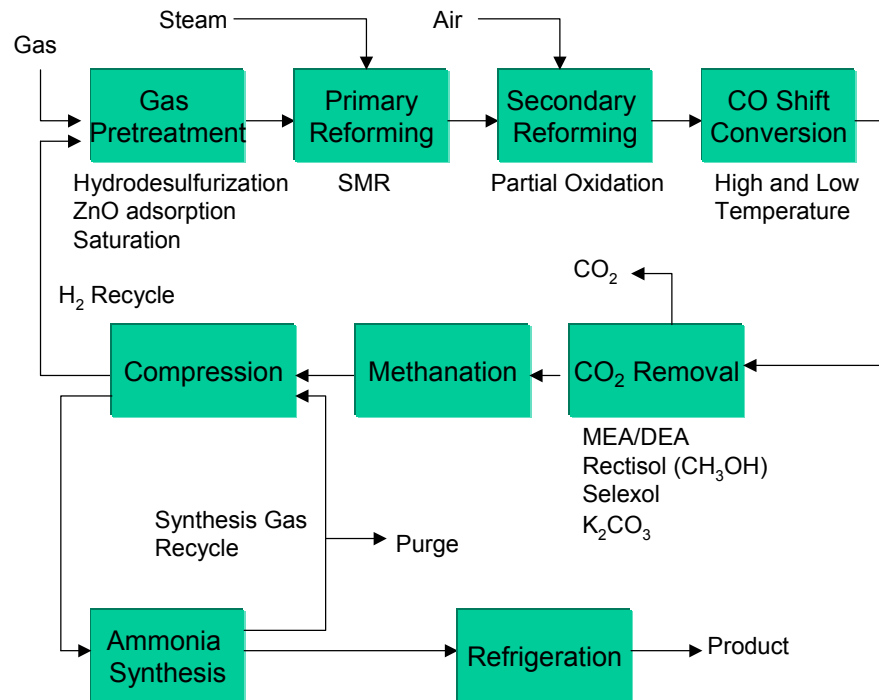 Steam
Air
Gas
Gas
Pretreatment
Primary
Reforming
Secondary
Reforming
CO Shift
Conversion
Hydrodesulfurization
ZnO adsorption
Saturation
SMR
Partial Oxidation
High and Low
Temperature
CO₂
H₂ Recycle
Compression
Methanation
CO₂ Removal
MEA/DEA
Rectisol (CH₃OH)
Selexol
K₂CO₃
Synthesis Gas
Recycle
Purge
Ammonia
Synthesis
Refrigeration
Product